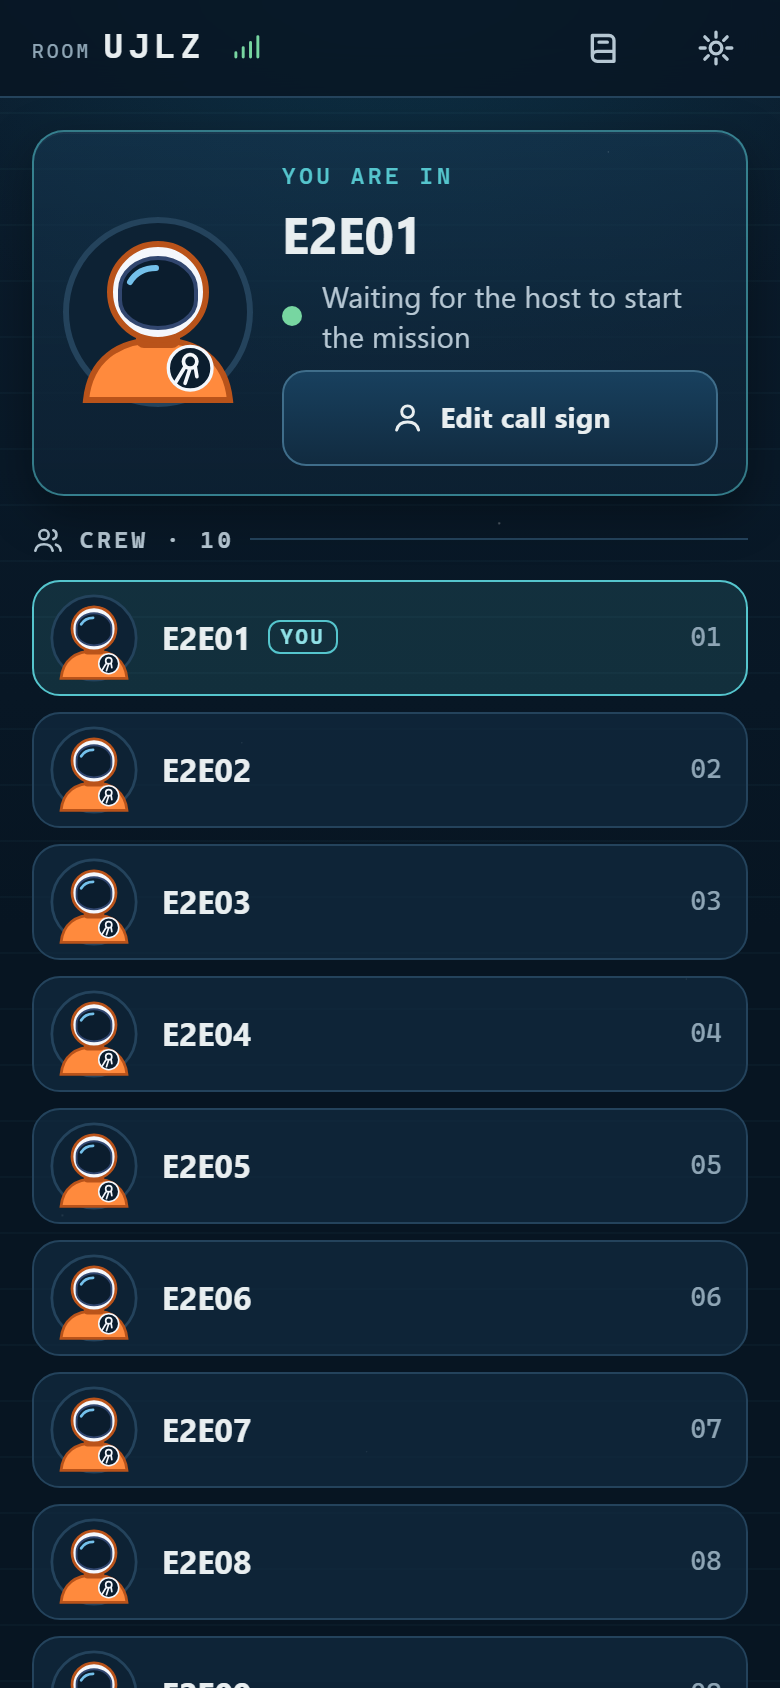 ROOM UJLZ
YOU ARE IN
E2E01
Waiting for the host to start
the mission
Edit call sign
CREW · 10
E2E01 YOU 01
E2E02 02
E2E03 03
E2E04 04
E2E05 05
E2E06 06
E2E07 07
E2E08 08